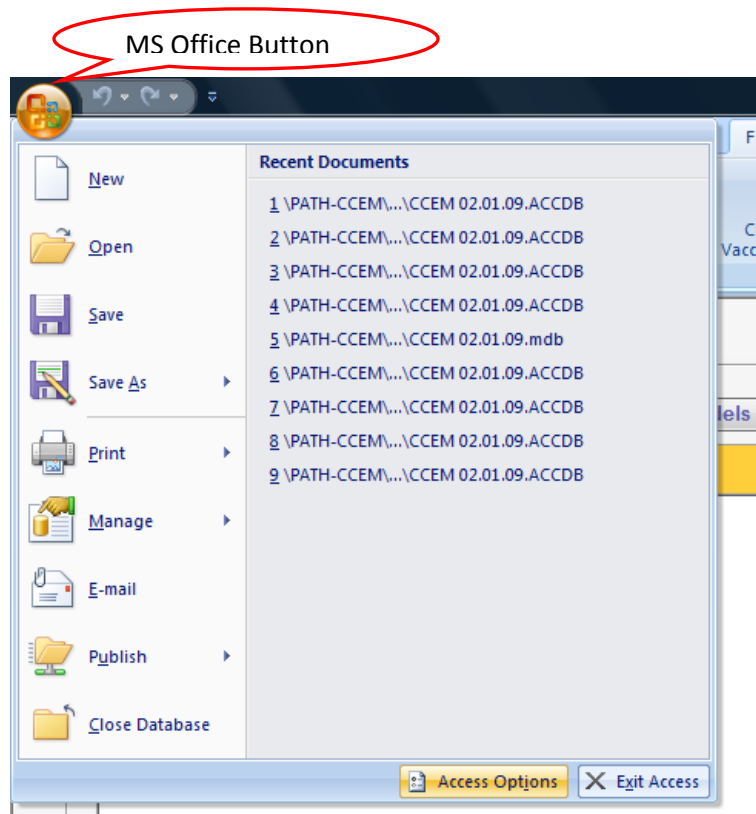 MS Office Button
F
New
Recent Documents
1 \PATH-CCEM\...\CCEM 02.01.09.ACCDB
C
Open
2 \PATH-CCEM\...\CCEM 02.01.09.ACCDB
Vacc
3 \PATH-CCEM\...\CCEM 02.01.09.ACCDB
Save
4 \PATH-CCEM\...\CCEM 02.01.09.ACCDB
5 \PATH-CCEM\...\CCEM 02.01.09.mdb
Save As
6 \PATH-CCEM\...\CCEM 02.01.09.ACCDB
7 \PATH-CCEM\...\CCEM 02.01.09.ACCDB
lels
Print
8 \PATH-CCEM\...\CCEM 02.01.09.ACCDB
9 \PATH-CCEM\...\CCEM 02.01.09.ACCDB
Manage
E-mail
Publish
Close Database
Access Options
Exit Access